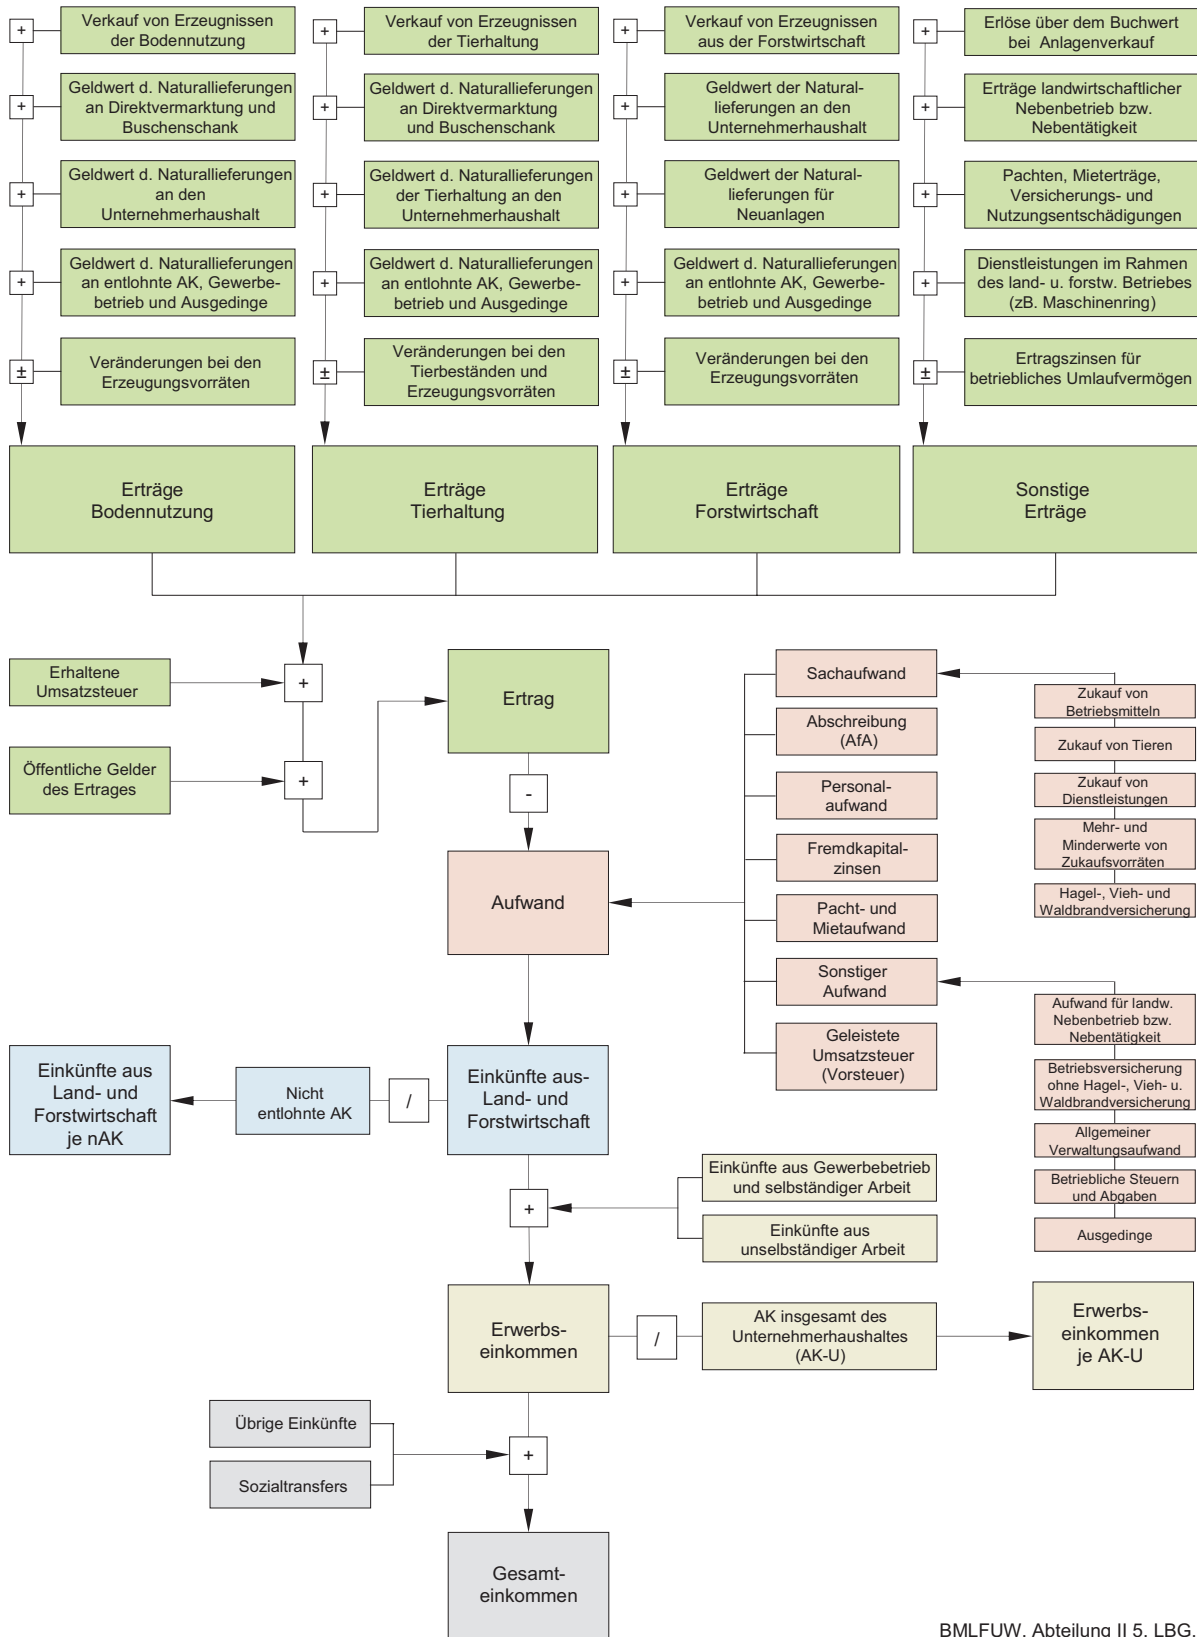 +
Verkauf von Erzeugnissen
der Bodennutzung
+
Geldwert d. Naturallieferungen
an Direktvermarktung und
Buschenschank
+
Geldwert d. Naturallieferungen
an den
Unternehmerhaushalt
+
Geldwert d. Naturallieferungen
an entlohnte AK, Gewerbe-
betrieb und Ausgedinge
±
Veränderungen bei den
Erzeugungsvorräten
Erträge
Bodennutzung
+
Verkauf von Erzeugnissen
der Tierhaltung
+
Geldwert d. Naturallieferungen
an Direktvermarktung
und Buschenschank
+
Geldwert d. Naturallieferungen
der Tierhaltung an den
Unternehmerhaushalt
+
Geldwert d. Naturallieferungen
an entlohnte AK, Gewerbe-
betrieb und Ausgedinge
±
Veränderungen bei den
Tierbeständen und
Erzeugungsvorräten
Erträge
Tierhaltung
+
Verkauf von Erzeugnissen
aus der Forstwirtschaft
+
Geldwert der Natural-
lieferungen an den
Unternehmerhaushalt
+
Geldwert der Natural-
lieferungen für
Neuanlagen
+
Geldwert d. Naturallieferungen
an entlohnte AK, Gewerbe-
betrieb und Ausgedinge
±
Veränderungen bei den
Erzeugungsvorräten
Erträge
Forstwirtschaft
+
Erlöse über dem Buchwert
bei Anlagenverkauf
+
Erträge landwirtschaftlicher
Nebenbetrieb bzw.
Nebentätigkeit
+
Pachten, Mieterträge,
Versicherungs- und
Nutzungsentschädigungen
+
Dienstleistungen im Rahmen
des land- u. forstw. Betriebes
(zB. Maschinenring)
±
Ertragszinsen für
betriebliches Umlaufvermögen
Sonstige
Erträge
Erhaltene
Umsatzsteuer
+
Öffentliche Gelder
des Ertrages
+
Ertrag
-
Aufwand
Sachaufwand
Abschreibung
(AfA)
Personal-
aufwand
Fremdkapital-
zinsen
Pacht- und
Mietaufwand
Sonstiger
Aufwand
Geleistete
Umsatzsteuer
(Vorsteuer)
Zukauf von
Betriebsmitteln
Zukauf von Tieren
Zukauf von
Dienstleistungen
Mehr- und
Minderwerte von
Zukaufsvorräten
Hagel-, Vieh- und
Waldbrandversicherung
Aufwand für landw.
Nebenbetrieb bzw.
Nebentätigkeit
Betriebsversicherung
ohne Hagel-, Vieh- u.
Waldbrandversicherung
Allgemeiner
Verwaltungsaufwand
Betriebliche Steuern
und Abgaben
Ausgedinge
Einkünfte aus
Land- und
Forstwirtschaft
je nAK
Nicht
entlohnte AK
/
Einkünfte aus-
Land- und
Forstwirtschaft
+
Einkünfte aus Gewerbebetrieb
und selbständiger Arbeit
Einkünfte aus
unselbständiger Arbeit
Erwerbs-
einkommen
/
AK insgesamt des
Unternehmerhaushaltes
(AK-U)
Erwerbs-
einkommen
je AK-U
Übrige Einkünfte
Sozialtransfers
+
Gesamt-
einkommen
BMLFUW, Abteilung II 5, LBG.